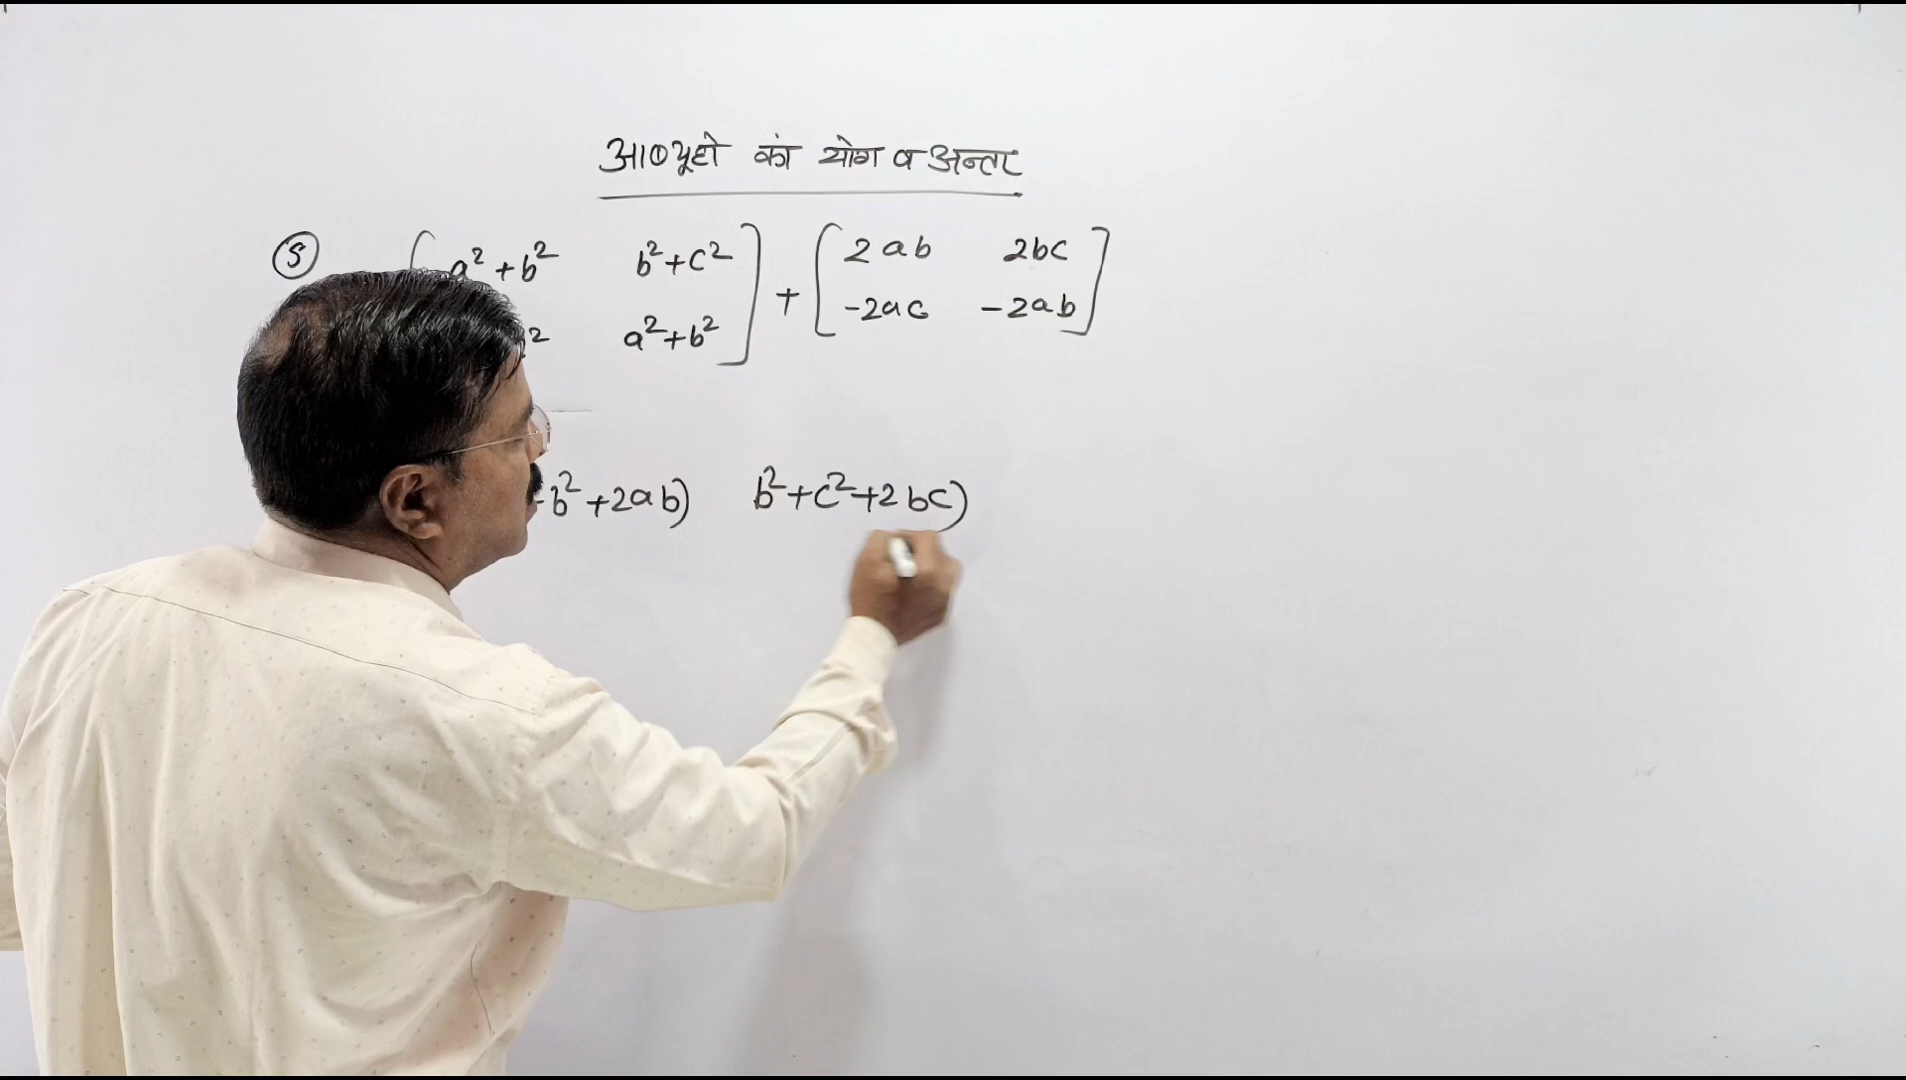 आव्यूहो का योग व अन्तर
(5) [ a²+b² b²+c² ] + [ 2ab 2bc ]
² a²+b² -2ac -2ab
b²+2ab) b²+c²+2bc)